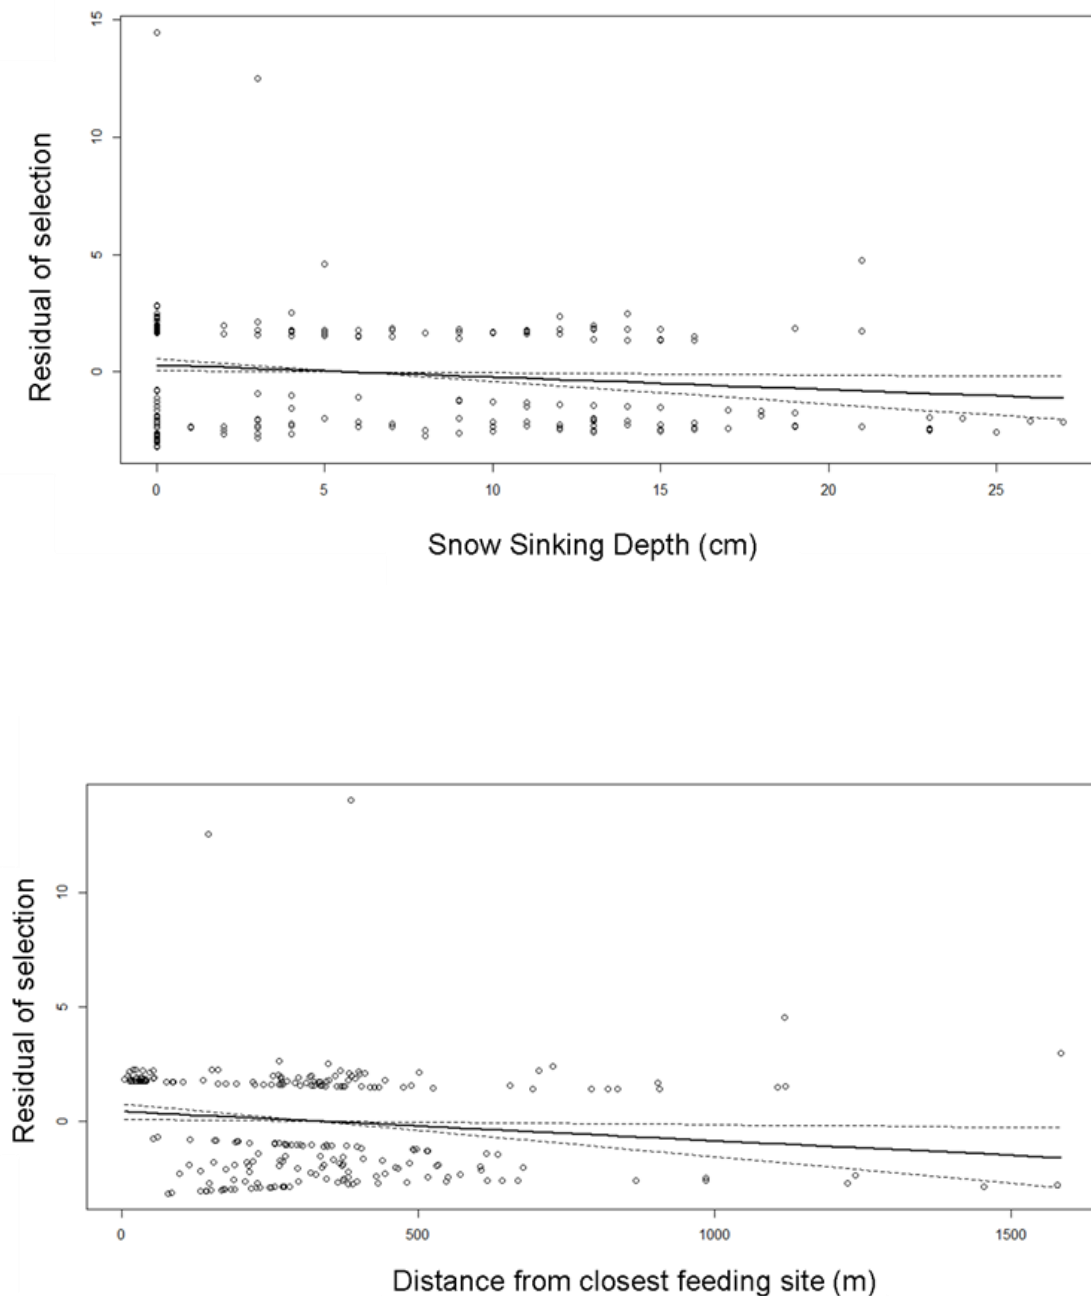 15
10
5
0
Residual of selection
0 5 10 15 20 25
Snow Sinking Depth (cm)
10
5
0
Residual of selection
0 500 1000 1500
Distance from closest feeding site (m)